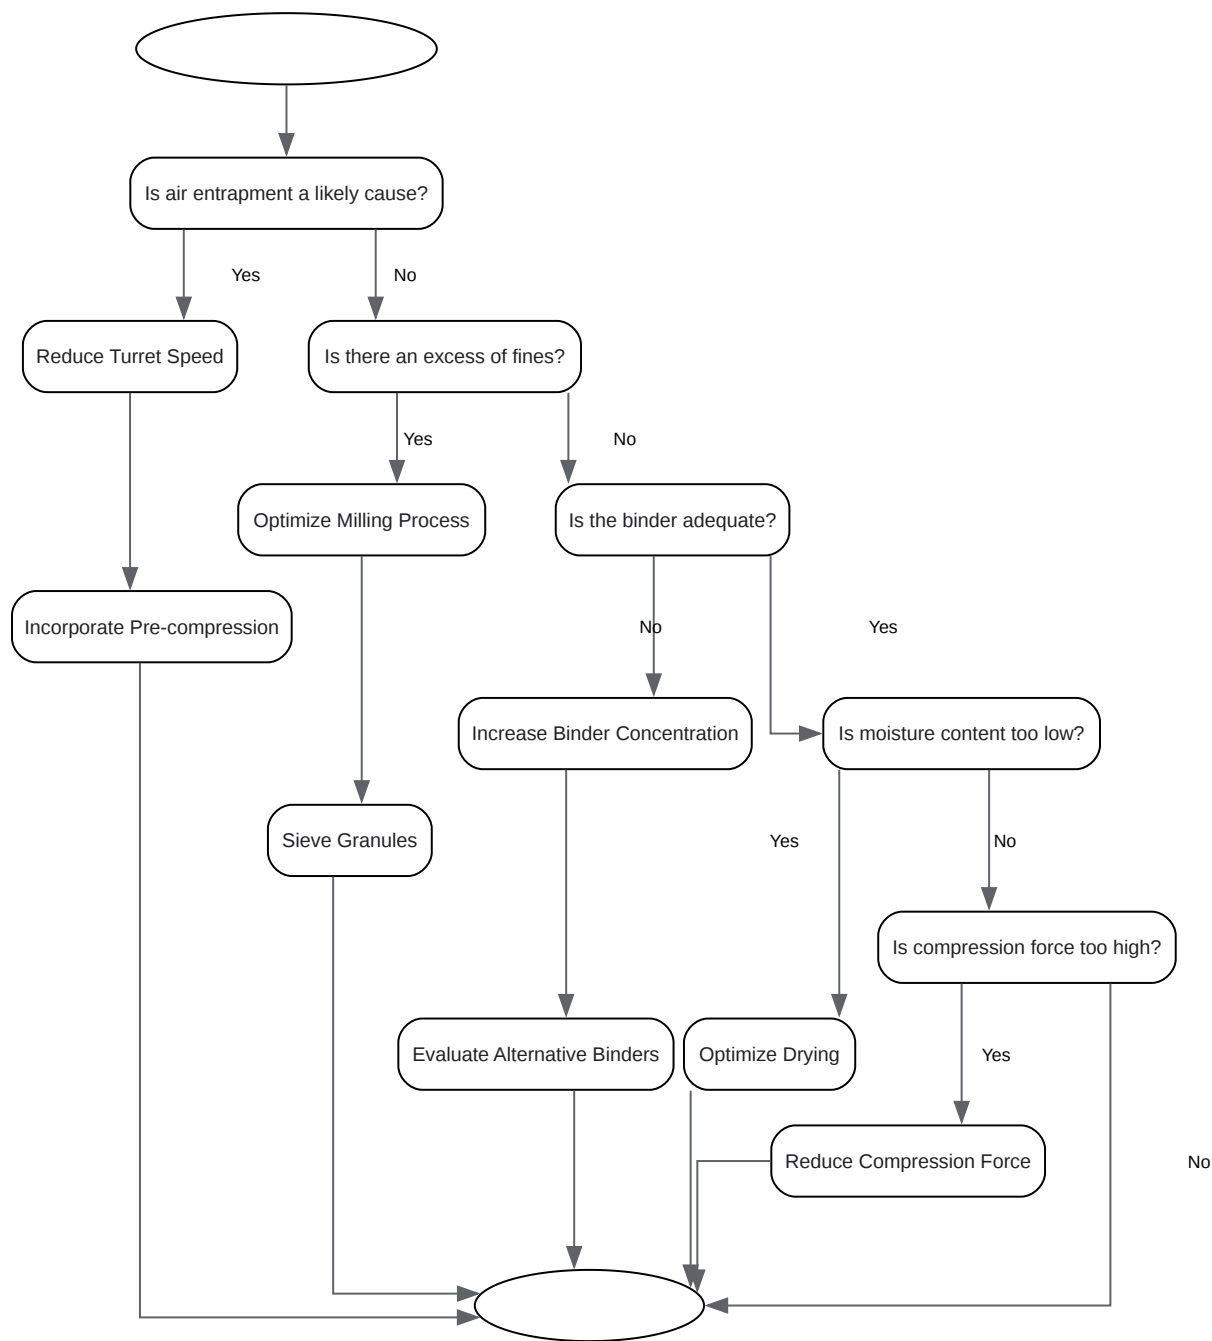 Is air entrapment a likely cause?
Yes
No
Reduce Turret Speed
Is there an excess of fines?
Yes
No
Optimize Milling Process
Is the binder adequate?
Incorporate Pre-compression
No
Yes
Increase Binder Concentration
Is moisture content too low?
Sieve Granules
Yes
No
Is compression force too high?
Evaluate Alternative Binders
Optimize Drying
Yes
Reduce Compression Force
No